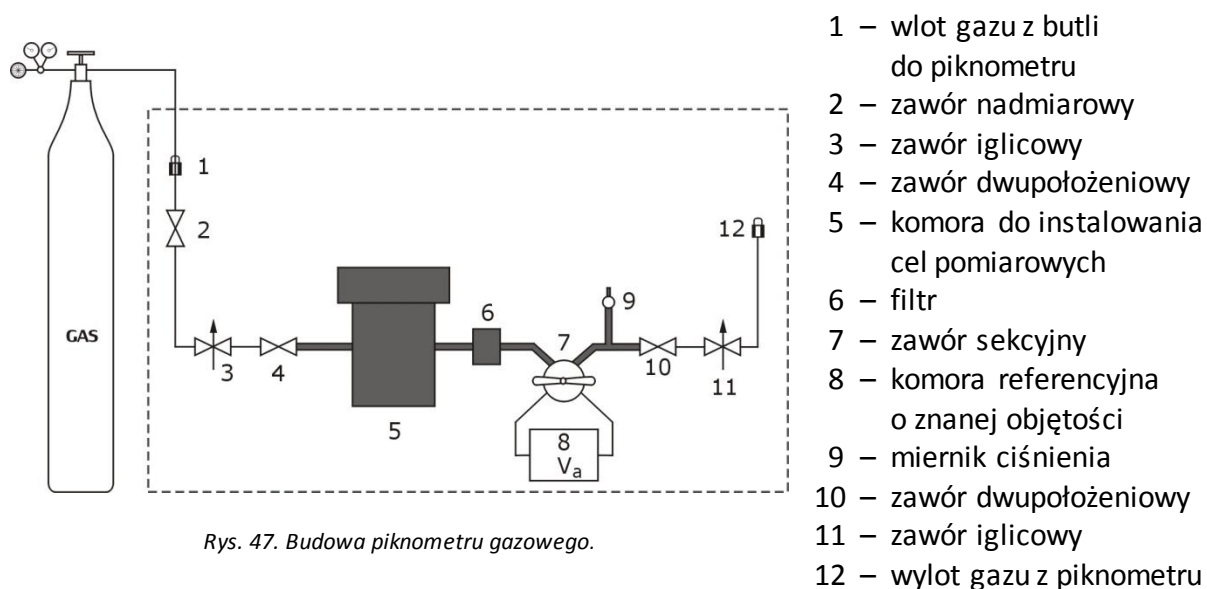 1 – wlot gazu z butli
do piknometru
2 – zawór nadmiarowy
3 – zawór iglicowy
4 – zawór dwupołożeniowy
5 – komora do instalowania
cel pomiarowych
6 – filtr
7 – zawór sekcyjny
8 – komora referencyjna
o znanej objętości
9 – miernik ciśnienia
10 – zawór dwupołożeniowy
11 – zawór iglicowy
12 – wylot gazu z piknometru
1
2
12
9
6
7
GAS
3
4
10
11
5
8
Va
Rys. 47. Budowa piknometru gazowego.